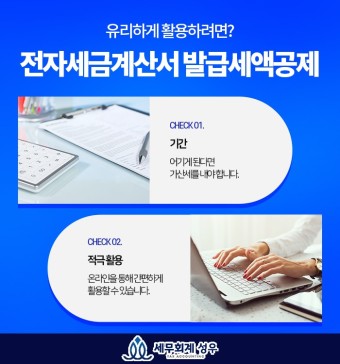 유리하게 활용하려면?
전자세금계산서 발급세액공제
CHECK 01.
기간
어기게 된다면
가산세를 내야 합니다.
CHECK 02.
적극 활용
온라인을 통해 간편하게
활용할 수 있습니다.
세무회계 성우
TAX ACCOUNTING